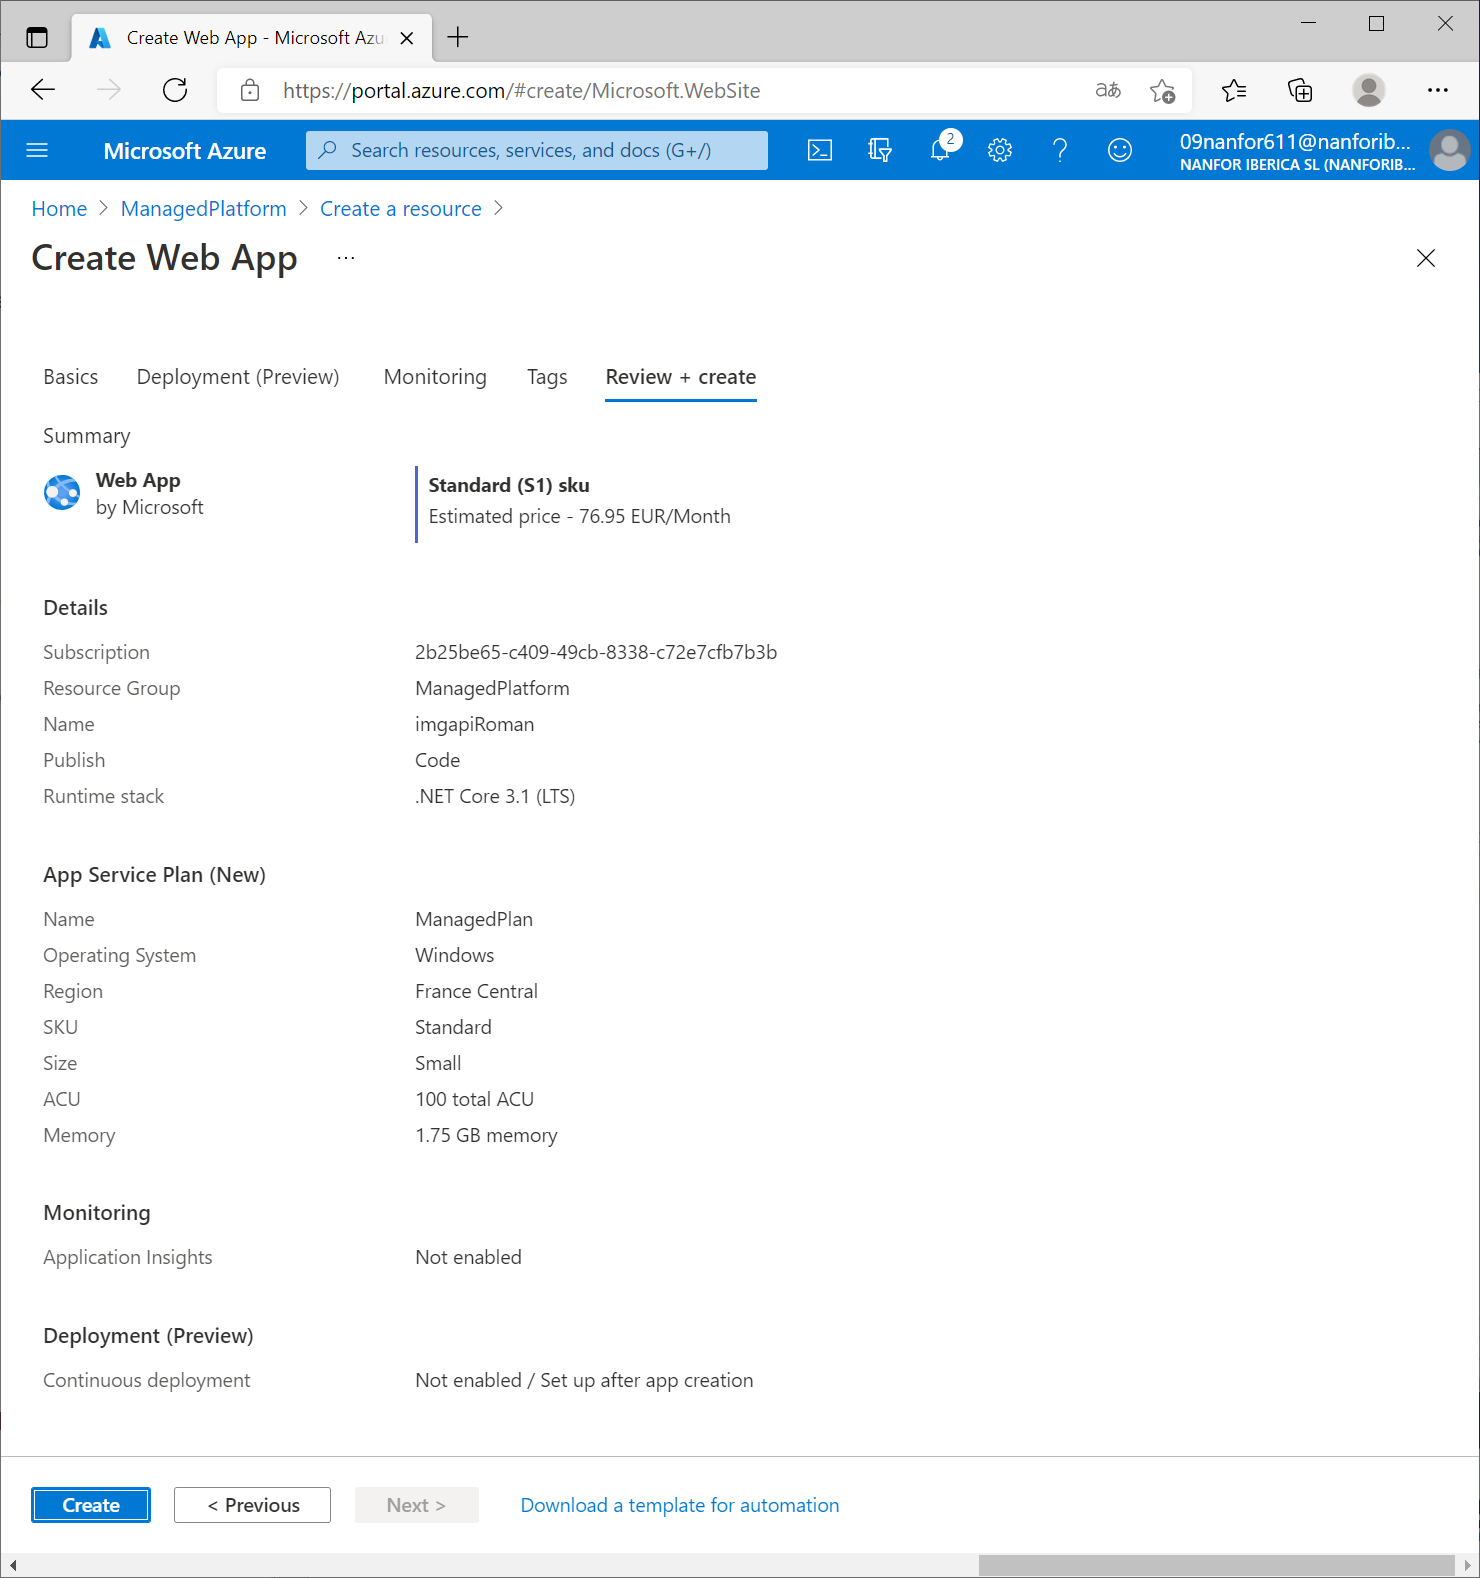 Create Web App - Microsoft Azu
https://portal.azure.com/#create/Microsoft.WebSite
aあ
Microsoft Azure
Search resources, services, and docs (G+/)
2
09nanfor611@nanforib...
NANFOR IBERICA SL (NANFORIB...
Home > ManagedPlatform > Create a resource >
Create Web App ...
Basics Deployment (Preview) Monitoring Tags Review + create
Summary
Web App
by Microsoft
Standard (S1) sku
Estimated price - 76.95 EUR/Month
Details
Subscription 2b25be65-c409-49cb-8338-c72e7cfb7b3b
Resource Group ManagedPlatform
Name imgapiRoman
Publish Code
Runtime stack .NET Core 3.1 (LTS)
App Service Plan (New)
Name ManagedPlan
Operating System Windows
Region France Central
SKU Standard
Size Small
ACU 100 total ACU
Memory 1.75 GB memory
Monitoring
Application Insights Not enabled
Deployment (Preview)
Continuous deployment Not enabled / Set up after app creation
Create < Previous Next > Download a template for automation